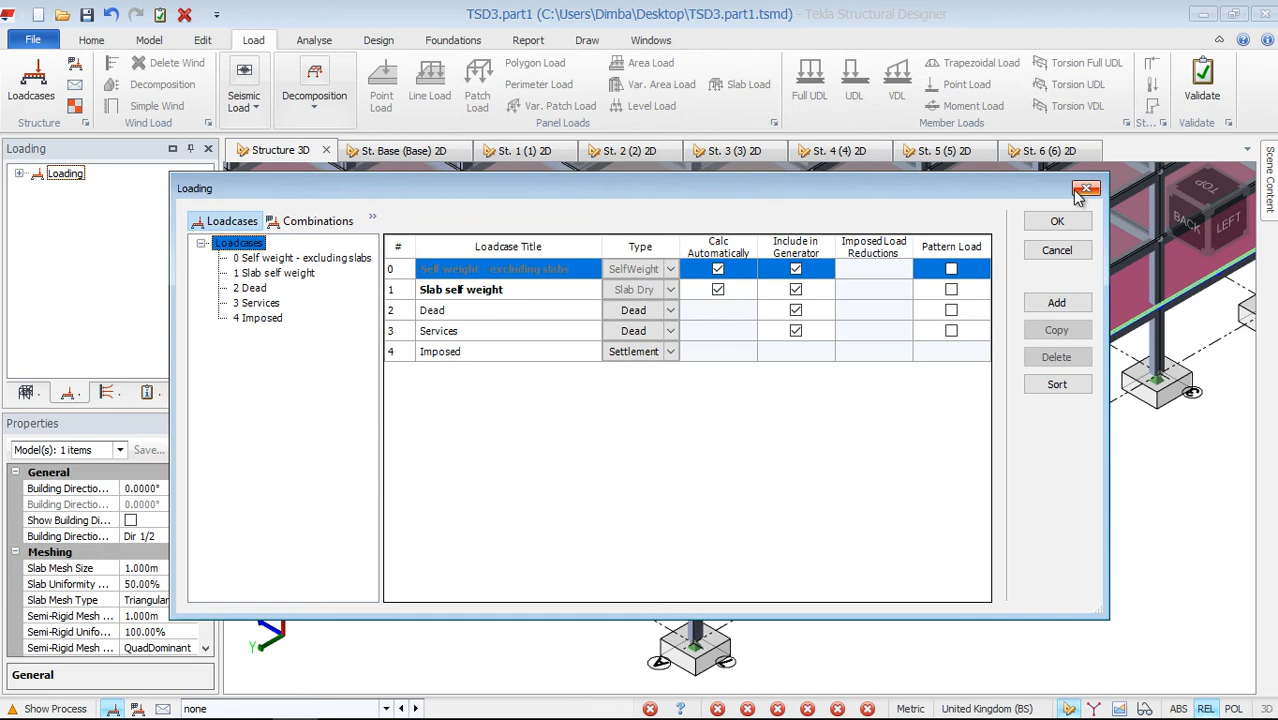 TSD3.part1 (C:\Users\Dimba\Desktop\TSD3.part1.tsmd) - Tekla Structural Designer
File Home Model Edit Load Analyse Design Foundations Report Draw Windows
Loadcases
Structure
Delete Wind
Decomposition
Simple Wind
Wind Load
Seismic Load
Decomposition
Point Load
Line Load
Patch Load
Polygon Load
Perimeter Load
Var. Patch Load
Area Load
Var. Area Load
Level Load
Slab Load
Panel Loads
Full UDL
UDL
VDL
Trapezoidal Load
Point Load
Moment Load
Torsion Full UDL
Torsion UDL
Torsion VDL
Member Loads
St...
Validate
Validate
Loading
Structure 3D
St. Base (Base) 2D
St. 1 (1) 2D
St. 2 (2) 2D
St. 3 (3) 2D
St. 4 (4) 2D
St. 5 (5) 2D
St. 6 (6) 2D
Scene Content
Loading
TOP
BACK
LEFT
Loading
Loadcases
Combinations
»
Loadcases
0 Self weight - excluding slabs
1 Slab self weight
2 Dead
3 Services
4 Imposed
# Loadcase Title Type Calc Automatically Include in Generator Imposed Load Reductions Pattern Load
0 Self weight - excluding slabs SelfWeight
1 Slab self weight Slab Dry
2 Dead Dead
3 Services Dead
4 Imposed Settlement
OK
Cancel
Add
Copy
Delete
Sort
Properties
Model(s): 1 items
Save...
General
Building Directio... 0.0000°
Building Directio... 0.0000°
Show Building Di...
Building Directio... Dir 1/2
Meshing
Slab Mesh Size 1.000m
Slab Uniformity ... 50.00%
Slab Mesh Type Triangular
Semi-Rigid Mesh ... 1.000m
Semi-Rigid Unifo... 100.00%
Semi-Rigid Mesh ... QuadDominant
General
Y
A
Show Process
none
Metric
United Kingdom (BS)
ABS
REL
POL
3D